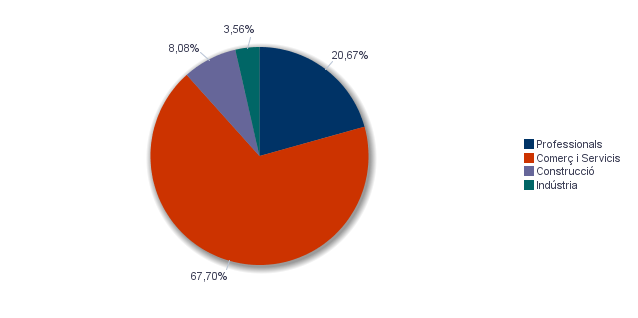 3,56%
8,08%
20,67%
67,70%
Professionals
Comerç i Servicis
Construcció
Indústria